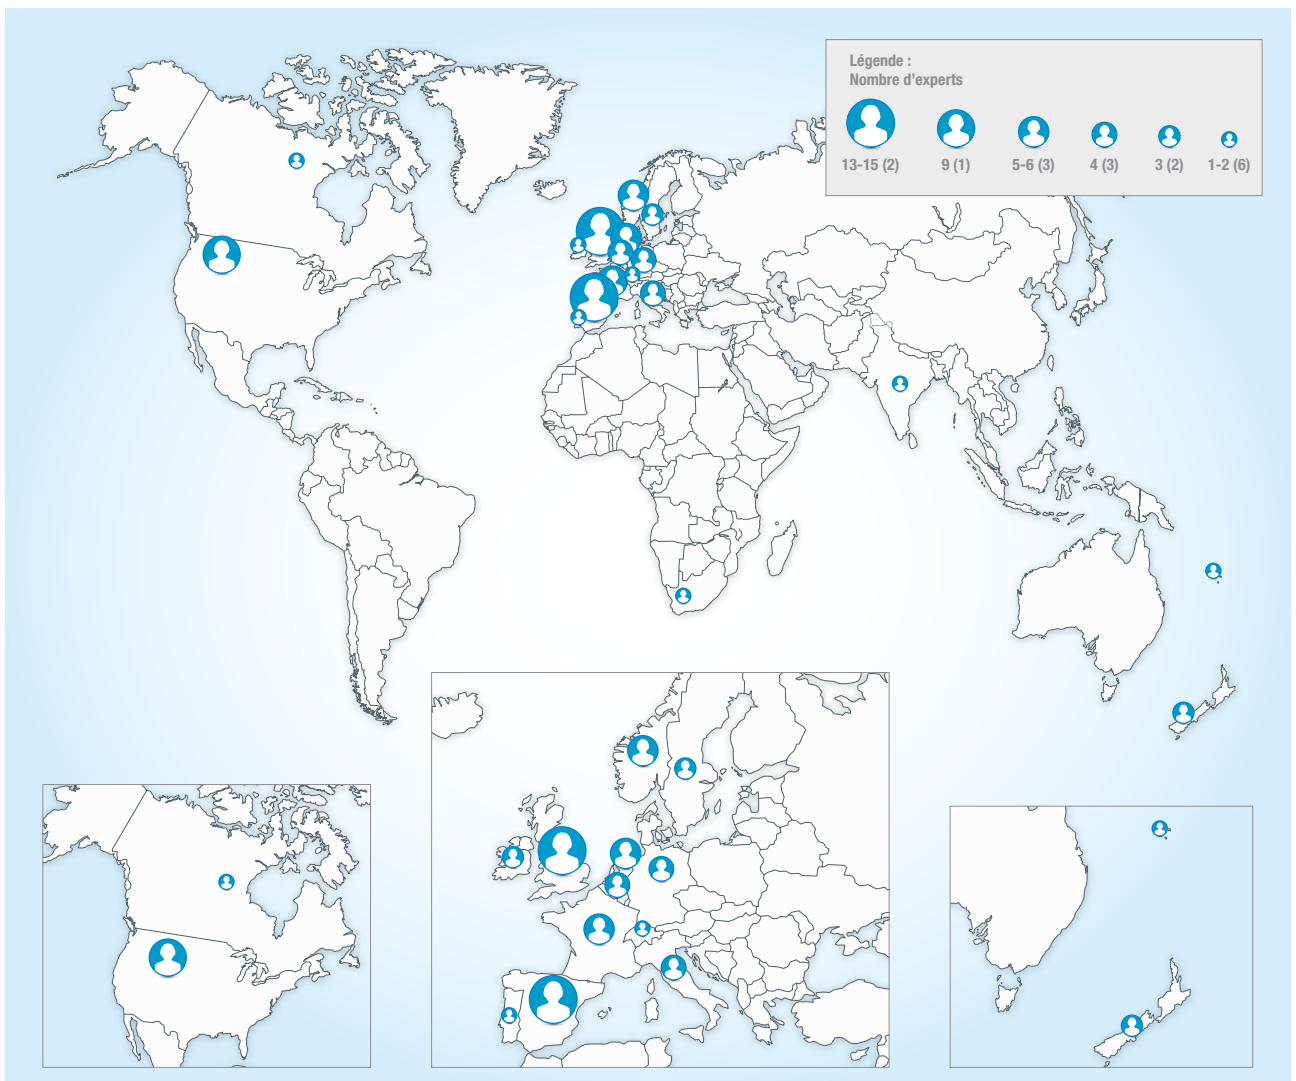 Légende :
Nombre d'experts
13-15 (2) 9 (1) 5-6 (3) 4 (3) 3 (2) 1-2 (6)